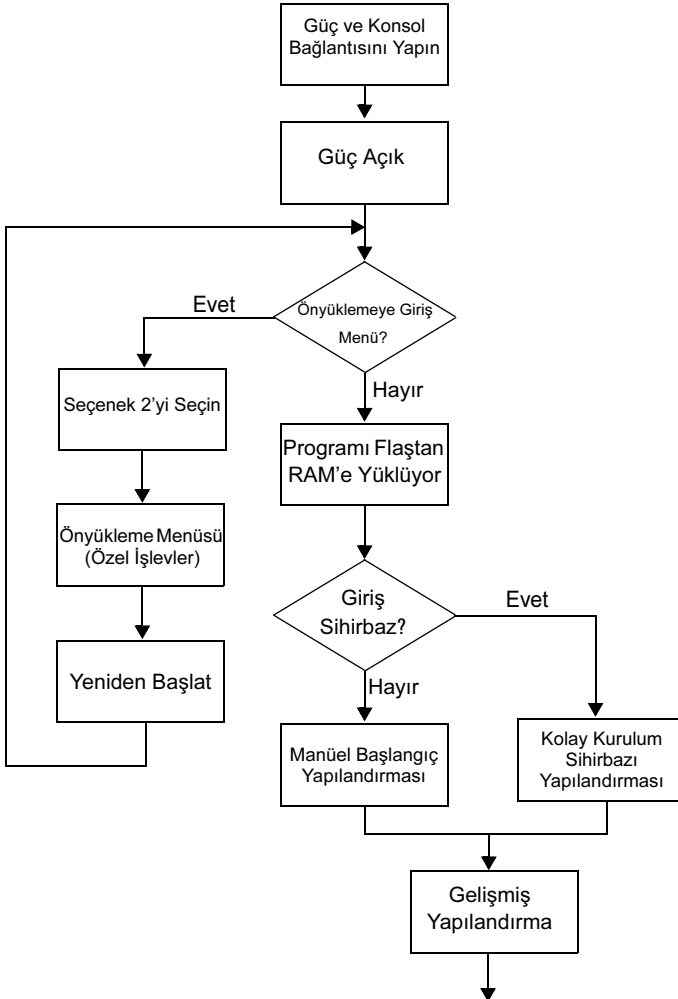 Güç ve Konsol
Bağlantısını Yapın
Güç Açık
Evet
Önyüklemeye Giriş
Menü?
Hayır
Seçenek 2’yi Seçin
Programı Flaştan
RAM’e Yüklüyor
Önyükleme Menüsü
(Özel İşlevler)
Giriş
Sihirbaz?
Evet
Yeniden Başlat
Hayır
Manüel Başlangıç
Yapılandırması
Kolay Kurulum
Sihirbazı
Yapılandırması
Gelişmiş
Yapılandırma